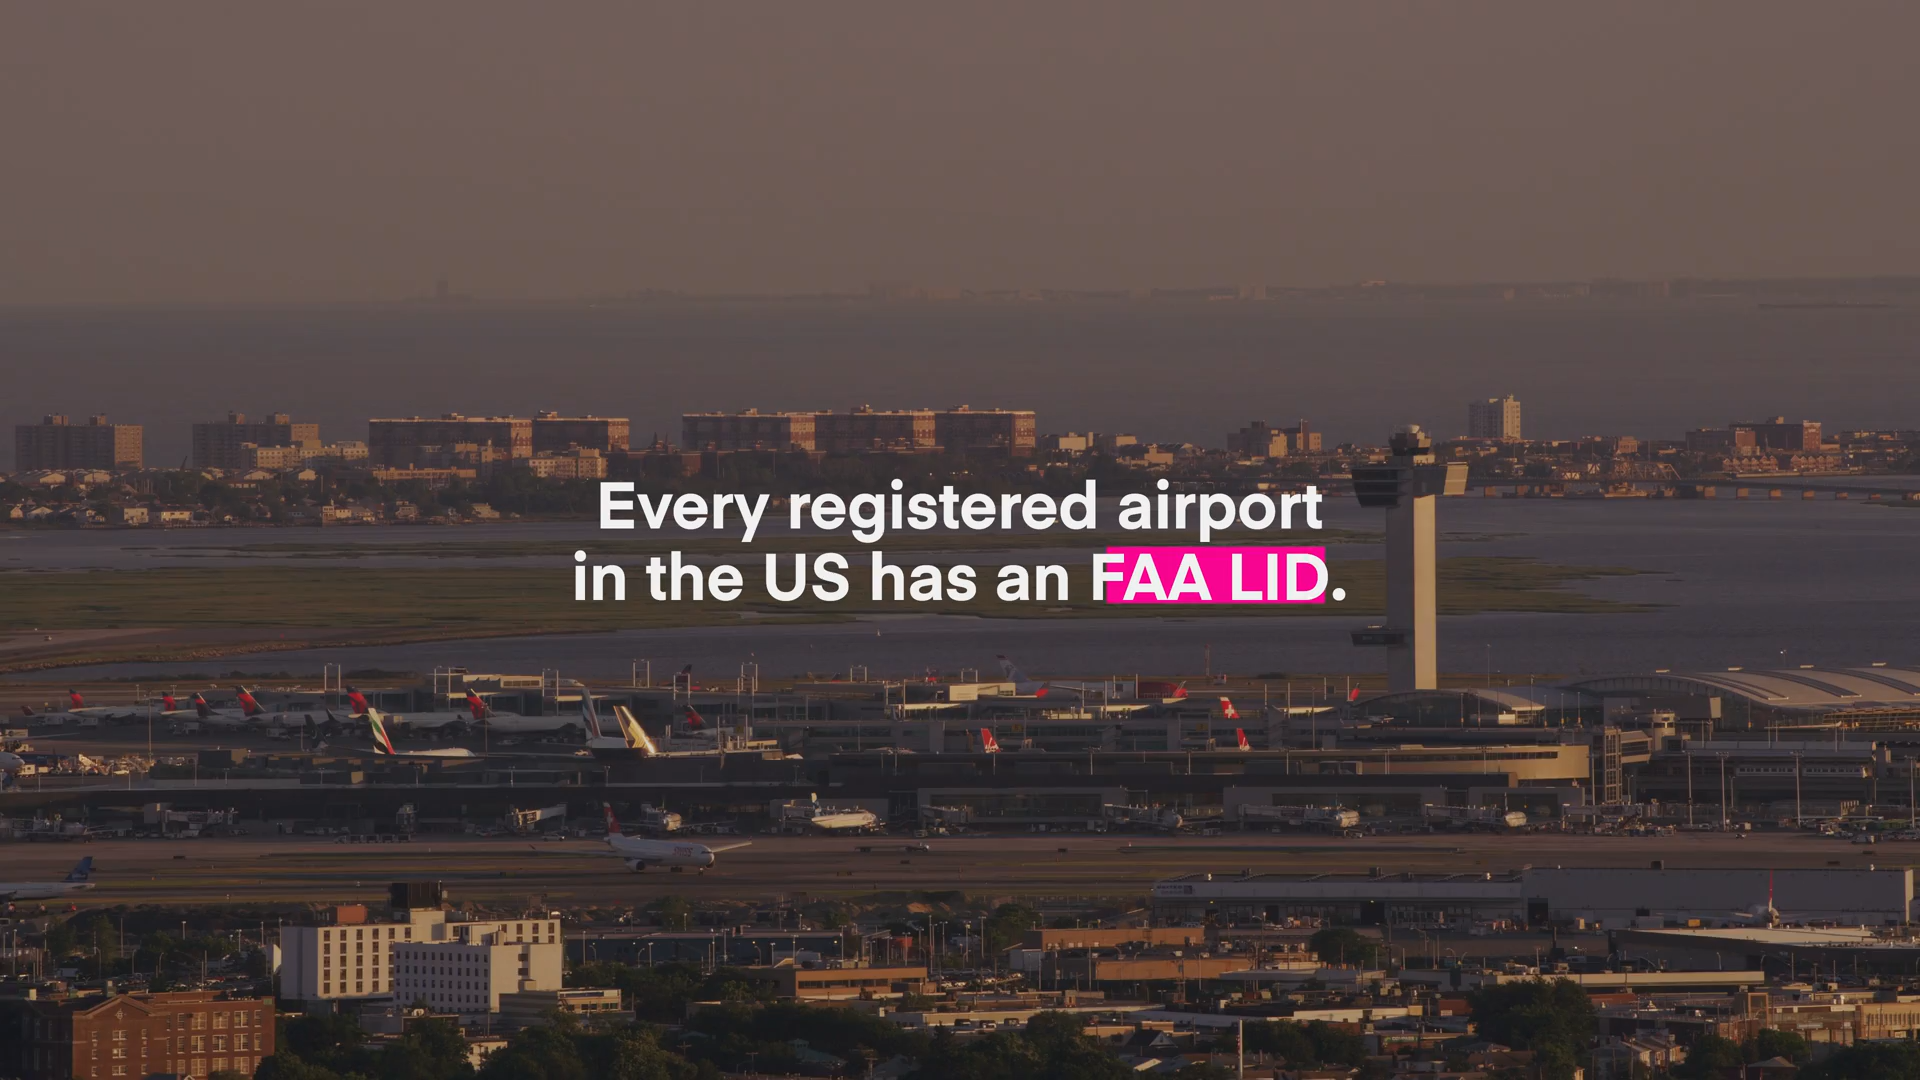 Every registered airport
in the US has an FAA LID.